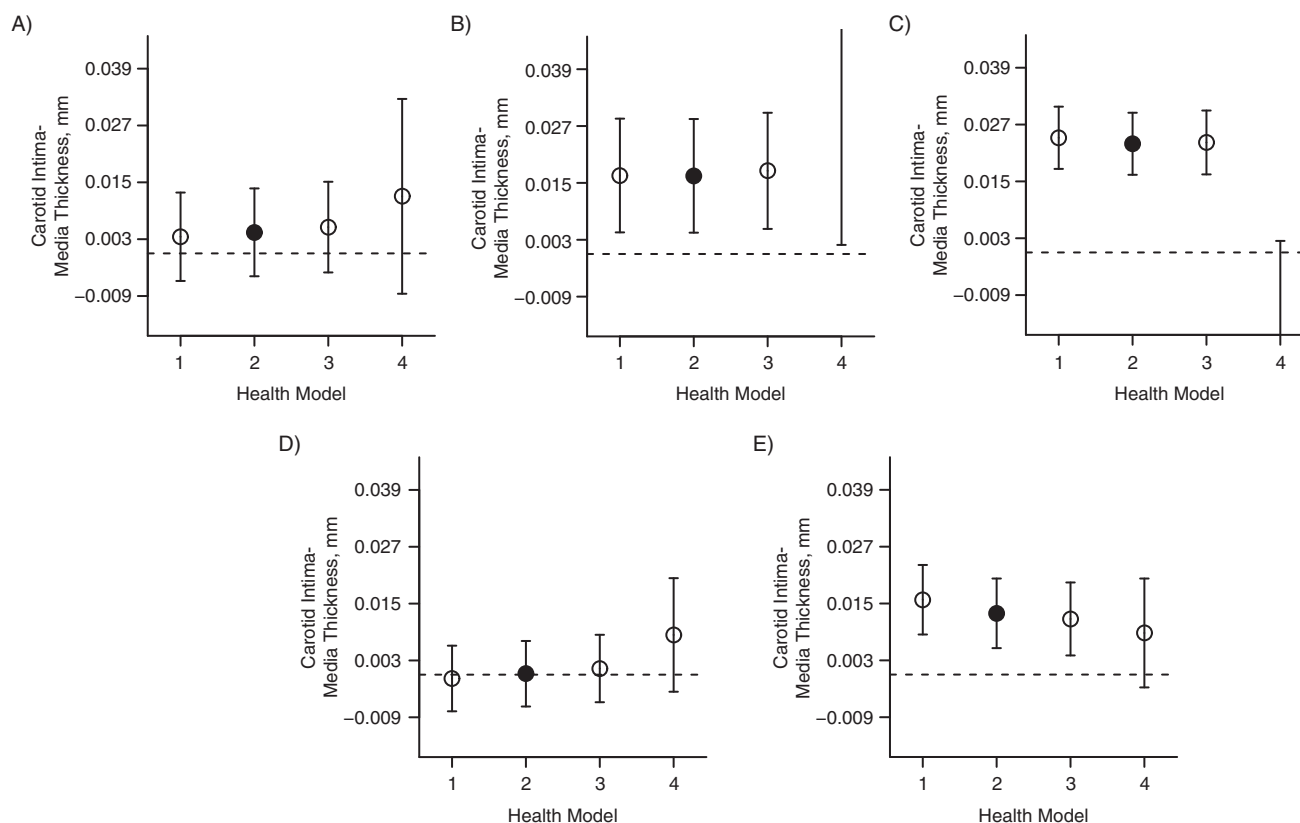 A)
Carotid Intima-
Media Thickness, mm
0.039
0.027
0.015
0.003
−0.009
1 2 3 4
Health Model
B)
Carotid Intima-
Media Thickness, mm
0.039
0.027
0.015
0.003
−0.009
1 2 3 4
Health Model
C)
Carotid Intima-
Media Thickness, mm
0.039
0.027
0.015
0.003
−0.009
1 2 3 4
Health Model
D)
Carotid Intima-
Media Thickness, mm
0.039
0.027
0.015
0.003
−0.009
1 2 3 4
Health Model
E)
Carotid Intima-
Media Thickness, mm
0.039
0.027
0.015
0.003
−0.009
1 2 3 4
Health Model